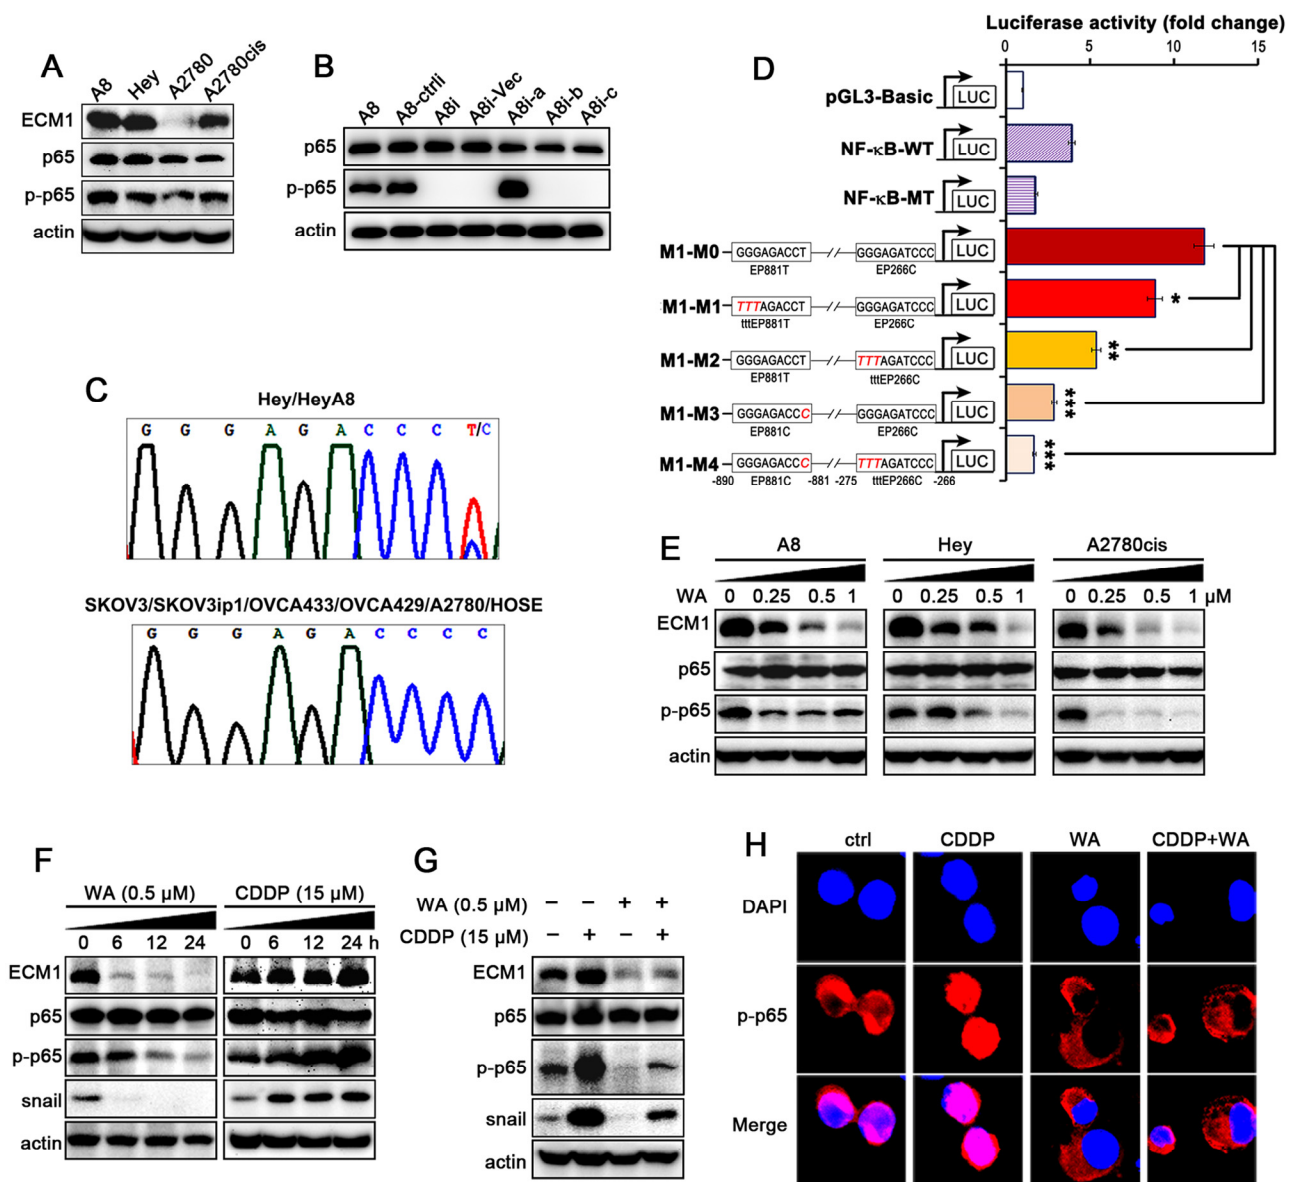 A
A8 Hey A2780 A2780cis
ECM1
p65
p-p65
actin
B
A8 A8-ctrli A8i A8i-Vec A8i-a A8i-b A8i-c
p65
p-p65
actin
C
Hey/HeyA8
G G G A G A C C C T/C
SKOV3/SKOV3ip1/OVCA433/OVCA429/A2780/HOSE
G G G A G A C C C C
D
Luciferase activity (fold change)
0 5 10 15
pGL3-Basic LUC
NF-κB-WT LUC
NF-κB-MT LUC
M1-M0 GGGAGACCT GGGAGATCCC LUC
EP881T EP266C
M1-M1 TTTAGACCT GGGAGATCCC LUC *
tttEP881T EP266C
M1-M2 GGGAGACCT TTTAGATCCC LUC **
EP881T tttEP266C
M1-M3 GGGAGACCC GGGAGATCCC LUC ***
EP881C EP266C
M1-M4 GGGAGACCC TTTAGATCCC LUC ***
-890 EP881C -881 -275 tttEP266C -266
E
A8 Hey A2780cis
WA 0 0.25 0.5 1 0 0.25 0.5 1 0 0.25 0.5 1 µM
ECM1
p65
p-p65
actin
F
WA (0.5 µM) CDDP (15 µM)
0 6 12 24 0 6 12 24 h
ECM1
p65
p-p65
snail
actin
G
WA (0.5 µM) − − + +
CDDP (15 µM) − + − +
ECM1
p65
p-p65
snail
actin
H
ctrl CDDP WA CDDP+WA
DAPI
p-p65
Merge